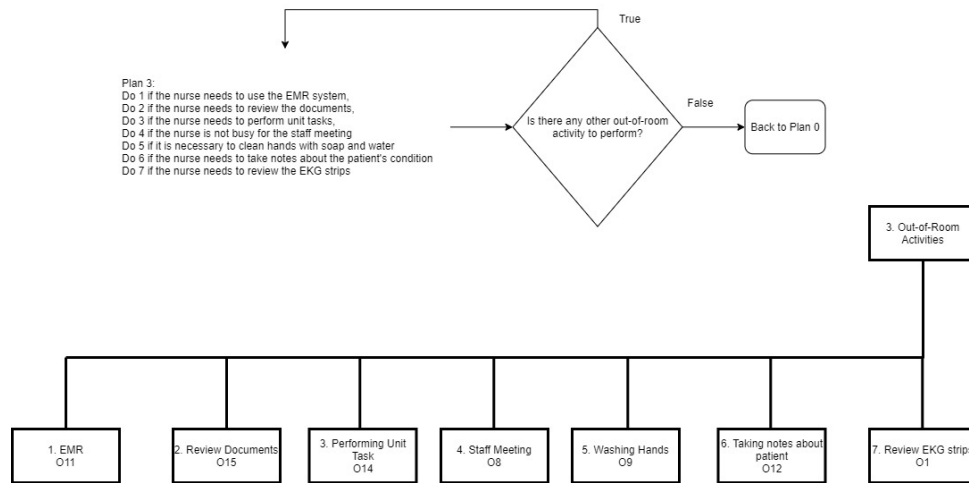 True
Plan 3:
Do 1 if the nurse needs to use the EMR system,
Do 2 if the nurse needs to review the documents,
Do 3 if the nurse needs to perform unit tasks,
Do 4 if the nurse is not busy for the staff meeting
Do 5 if it is necessary to clean hands with soap and water
Do 6 if the nurse needs to take notes about the patient's condition
Do 7 if the nurse needs to review the EKG strips
Is there any other out-of-room
activity to perform?
False
Back to Plan 0
3. Out-of-Room
Activities
1. EMR
O11
2. Review Documents
O15
3. Performing Unit
Task
O14
4. Staff Meeting
O8
5. Washing Hands
O9
6. Taking notes about
patient
O12
7. Review EKG strips
O1